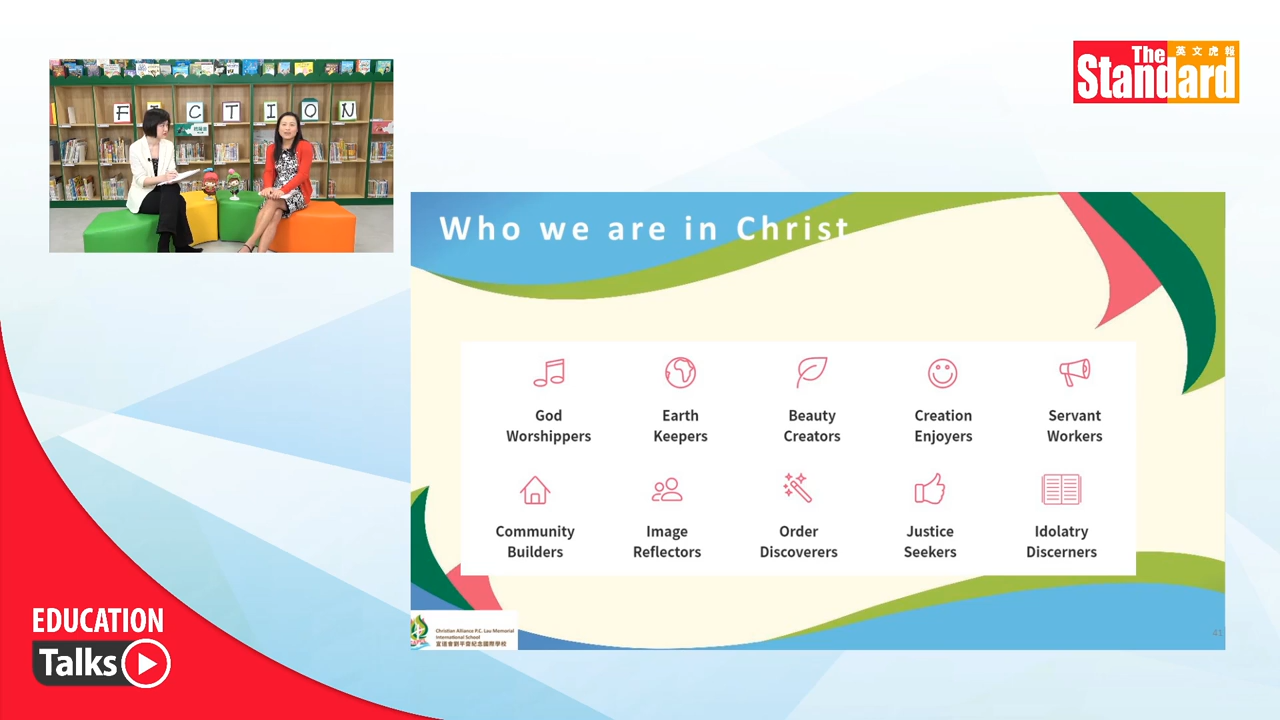 The
Standard
英文虎報
FICTION
Who we are in Christ
God
Worshippers
Earth
Keepers
Beauty
Creators
Creation
Enjoyers
Servant
Workers
Community
Builders
Image
Reflectors
Order
Discoverers
Justice
Seekers
Idolatry
Discerners
Christian Alliance P.C. Lau Memorial
International School
宣道會劉平齋紀念國際學校
41
EDUCATION
Talks